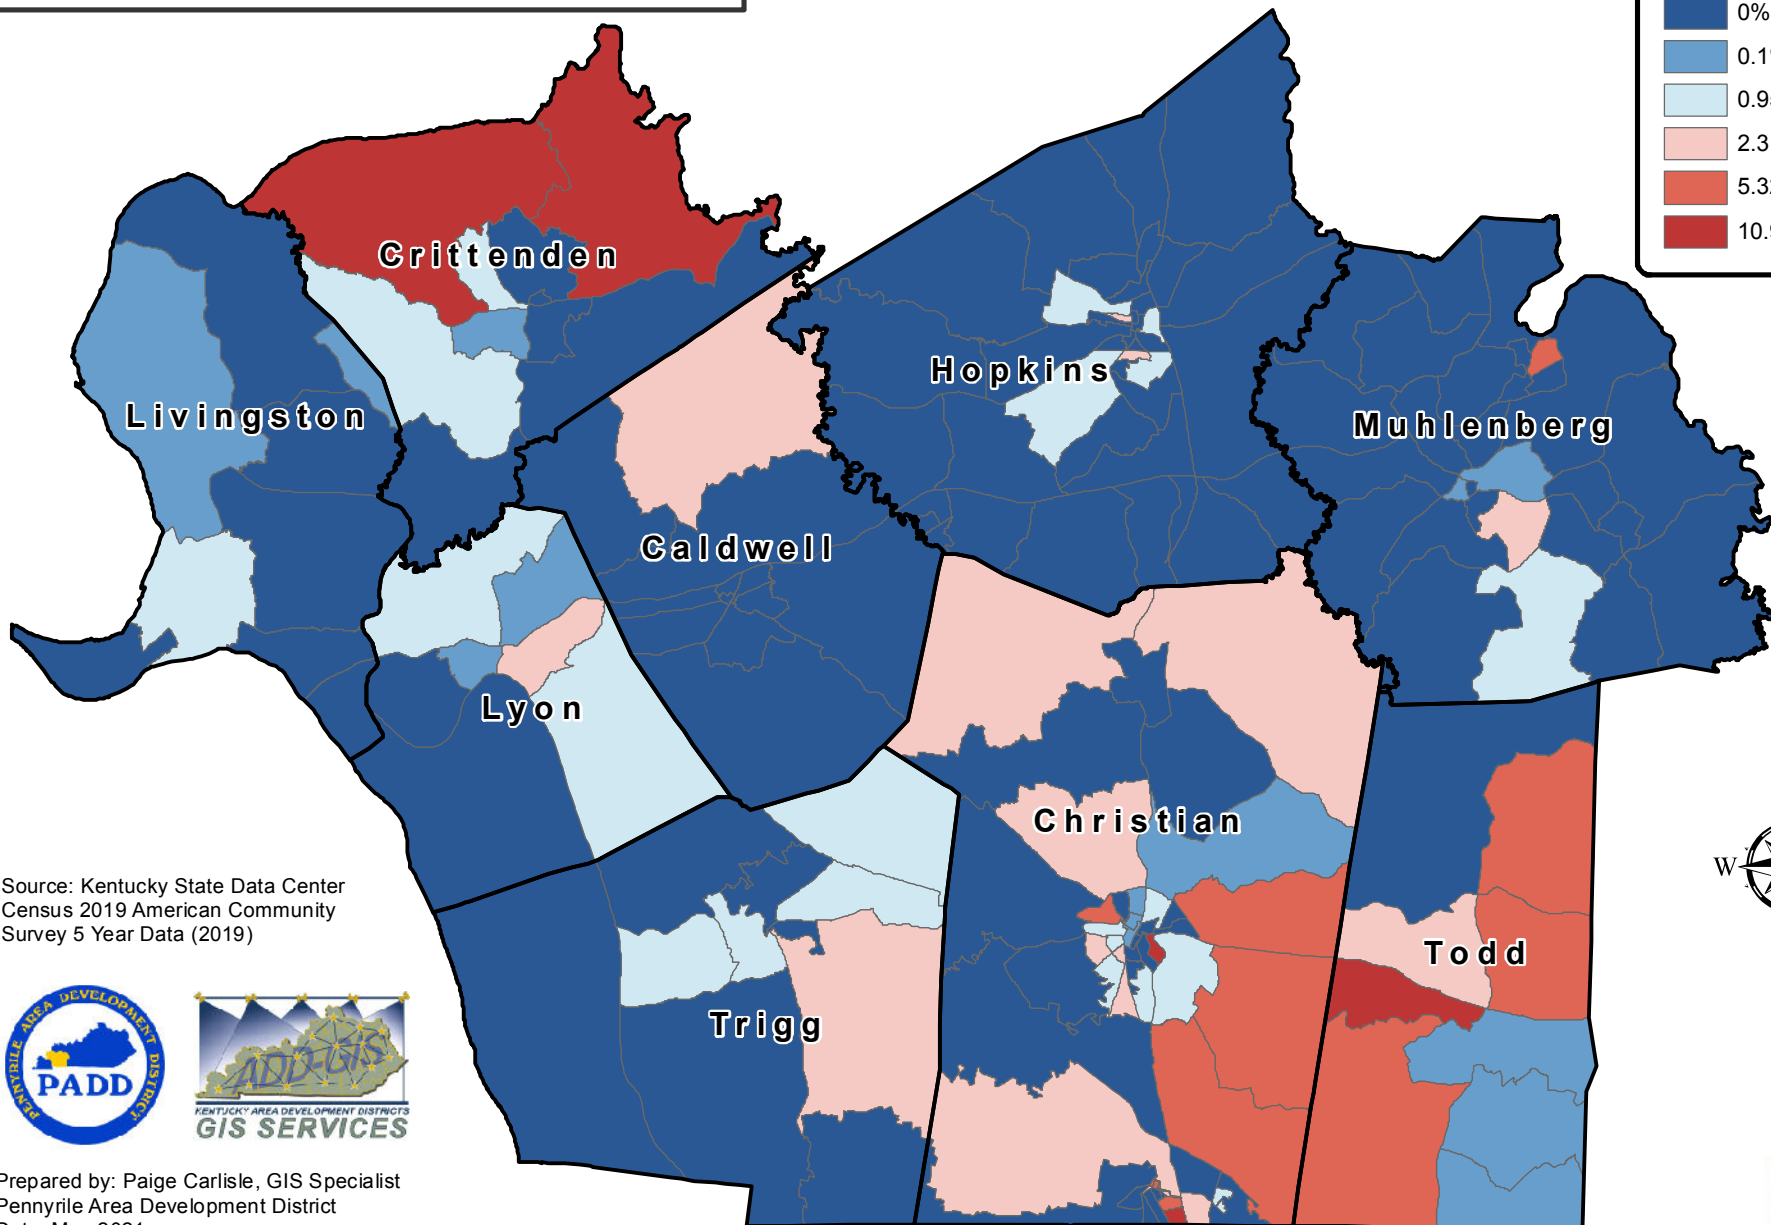 0%
0.1
0.9
2.3
5.3
10.9
Crittenden
Livingston
Hopkins
Muhlenberg
Caldwell
Lyon
Christian
Todd
Trigg
W
Source: Kentucky State Data Center
Census 2019 American Community
Survey 5 Year Data (2019)
PENNYRILE AREA DEVELOPMENT DISTRICT
PADD
ADD-GIS
KENTUCKY AREA DEVELOPMENT DISTRICTS
GIS SERVICES
Prepared by: Paige Carlisle, GIS Specialist
Pennyrile Area Development District